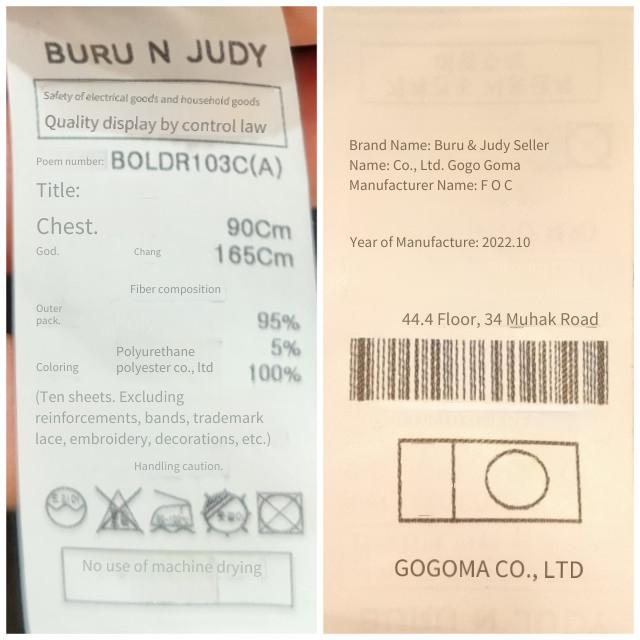 BURU N JUDY
Safety of electrical goods and household goods
Quality display by control law
Poem number: BOLDR103C(A)
Title:
Chest. 90Cm
God. Chang 165Cm
Fiber composition
Outer pack. 95%
Polyurethane 5%
Coloring polyester co., ltd 100%
(Ten sheets. Excluding
reinforcements, bands, trademark
lace, embroidery, decorations, etc.)
Handling caution.
No use of machine drying
Brand Name: Buru & Judy Seller
Name: Co., Ltd. Gogo Goma
Manufacturer Name: F O C
Year of Manufacture: 2022.10
44.4 Floor, 34 Muhak Road
GOGOMA CO., LTD